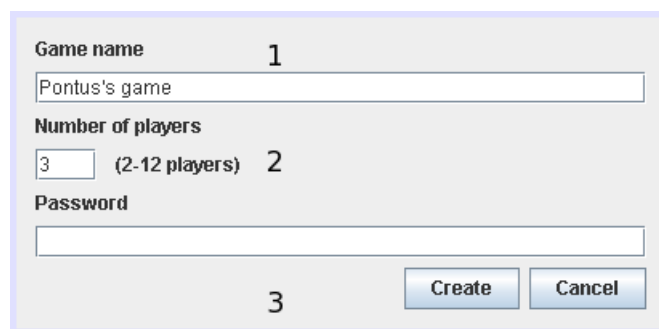 Game name 1
Pontus's game
Number of players
3 (2-12 players) 2
Password
3 Create Cancel